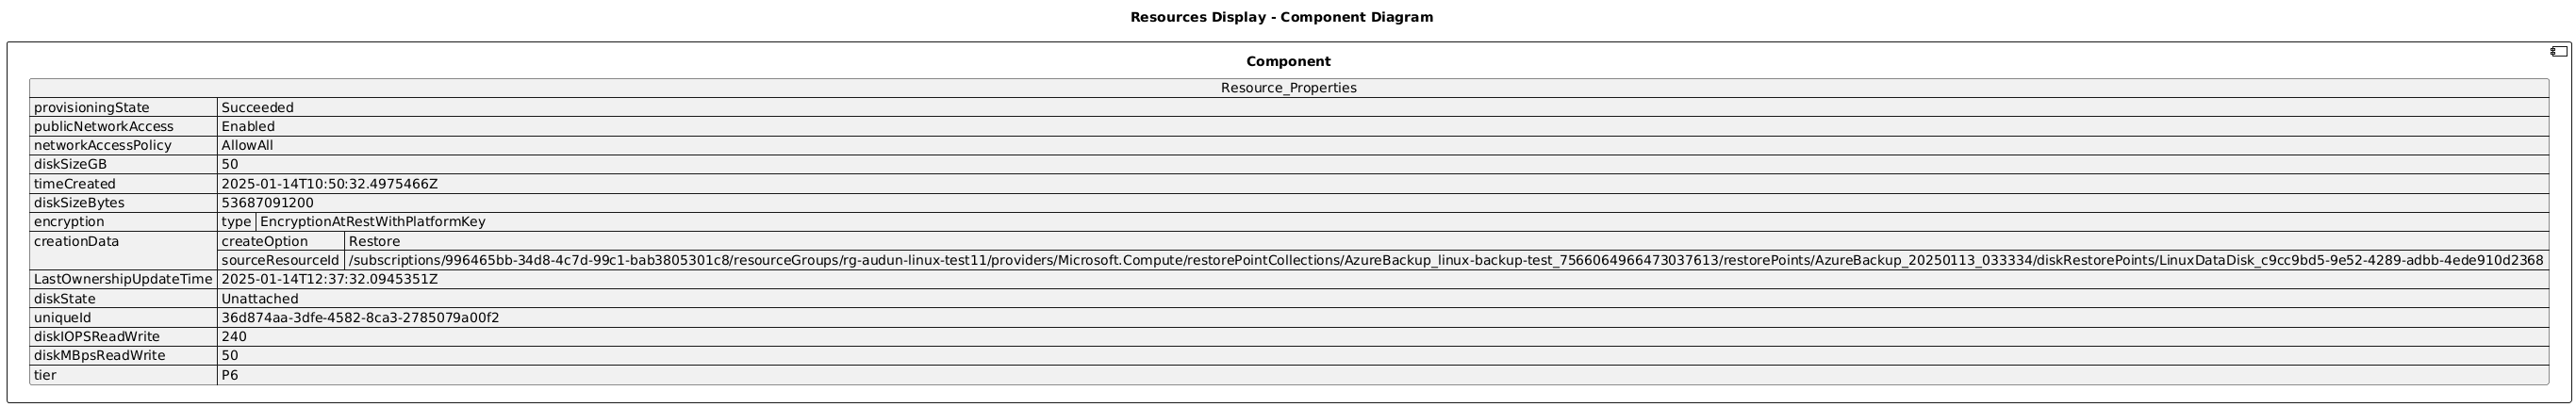 Resources Display - Component Diagram
Component
Resource_Properties
provisioningState Succeeded
publicNetworkAccess Enabled
networkAccessPolicy AllowAll
diskSizeGB 50
timeCreated 2025-01-14T10:50:32.4975466Z
diskSizeBytes 53687091200
encryption type EncryptionAtRestWithPlatformKey
creationData createOption Restore
sourceResourceId /subscriptions/996465bb-34d8-4c7d-99c1-bab3805301c8/resourceGroups/rg-audun-linux-test11/providers/Microsoft.Compute/restorePointCollections/AzureBackup_linux-backup-test_7566064966473037613/restorePoints/AzureBackup_20250113_033334/diskRestorePoints/LinuxDataDisk_c9cc9bd5-9e52-4289-adbb-4ede910d2368
LastOwnershipUpdateTime 2025-01-14T12:37:32.0945351Z
diskState Unattached
uniqueId 36d874aa-3dfe-4582-8ca3-2785079a00f2
diskIOPSReadWrite 240
diskMBpsReadWrite 50
tier P6